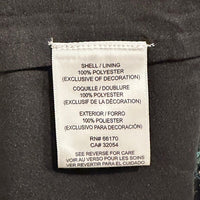 SHELL / LINING
100% POLYESTER
(EXCLUSIVE OF DECORATION)
COQUILLE / DOUBLURE
100% POLYESTER
(EXCLUSIF DE LA DÉCORATION)
EXTERIOR / FORRO
100% POLIESTER
(EXCLUSIVO PARA DECORACIÓN)
RN# 66170
CA# 32054
SEE REVERSE FOR CARE
VOIR AU VERSO POUR LES SOINS
VER REVERSO PARA EL CUIDADO